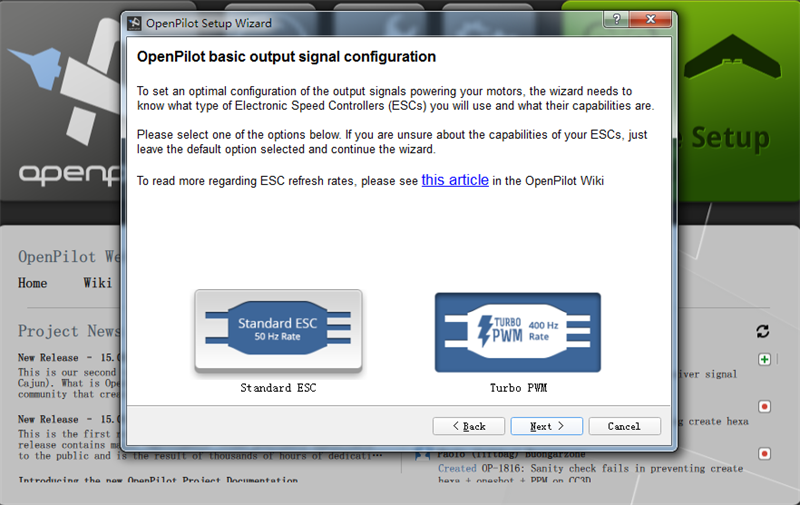 OpenPilot Setup Wizard
OpenPilot basic output signal configuration
To set an optimal configuration of the output signals powering your motors, the wizard needs to
know what type of Electronic Speed Controllers (ESCs) you will use and what their capabilities are.
Please select one of the options below. If you are unsure about the capabilities of your ESCs, just
leave the default option selected and continue the wizard.
To read more regarding ESC refresh rates, please see this article in the OpenPilot Wiki
Standard ESC
50 Hz Rate
TURBO PWM 400 Hz Rate
Standard ESC
Turbo PWM
< Back
Next >
Cancel
openp
Setup
OpenPilot We
Home Wiki
Project News
New Release - 15.0
This is our second
Cajun). What is Ope
community that crea
New Release - 15.0
This is the first r
release contains ma
to the public and is the result of thousands of hours of dedicati…
Introducing the new OpenPilot Project Documentation
iver signal
ng create hexa
Buongarzone
Created OP-1816: Sanity check fails in preventing create
hexa + oneshot + PPM on CC3D